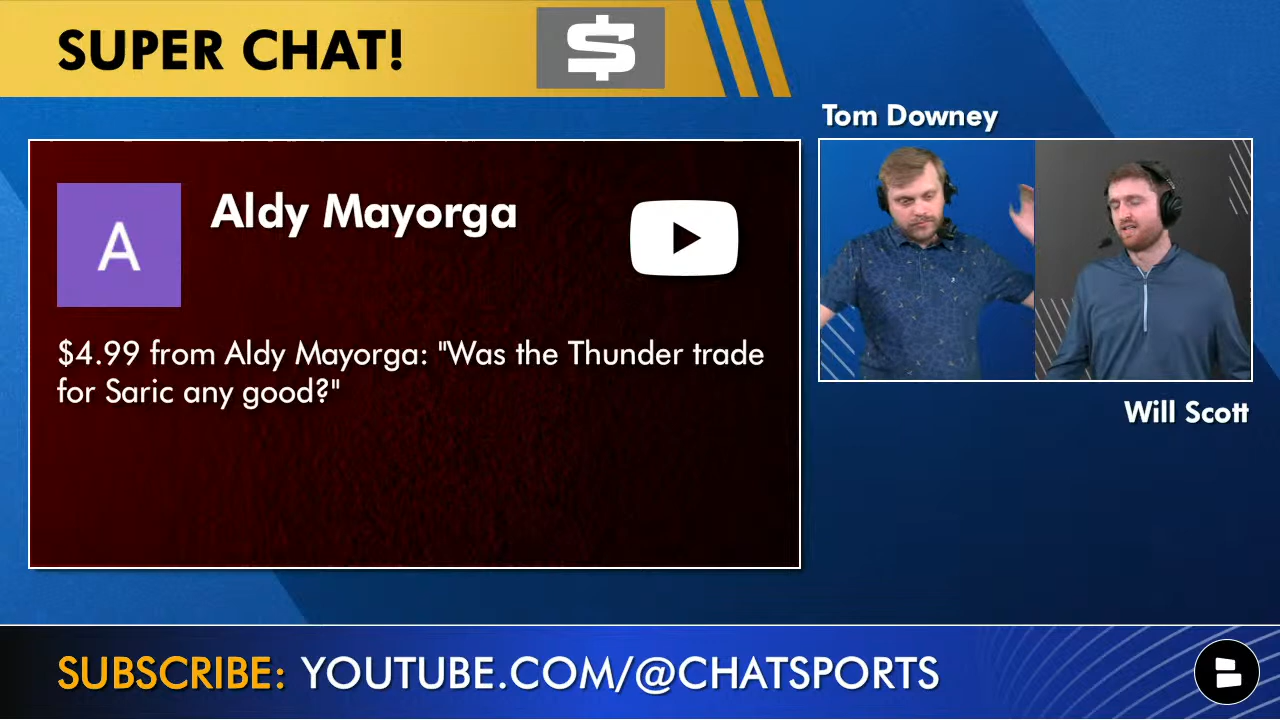 SUPER CHAT!
$
Tom Downey
A
Aldy Mayorga
$4.99 from Aldy Mayorga: "Was the Thunder trade
for Saric any good?"
Will Scott
SUBSCRIBE: YOUTUBE.COM/@CHATSPORTS